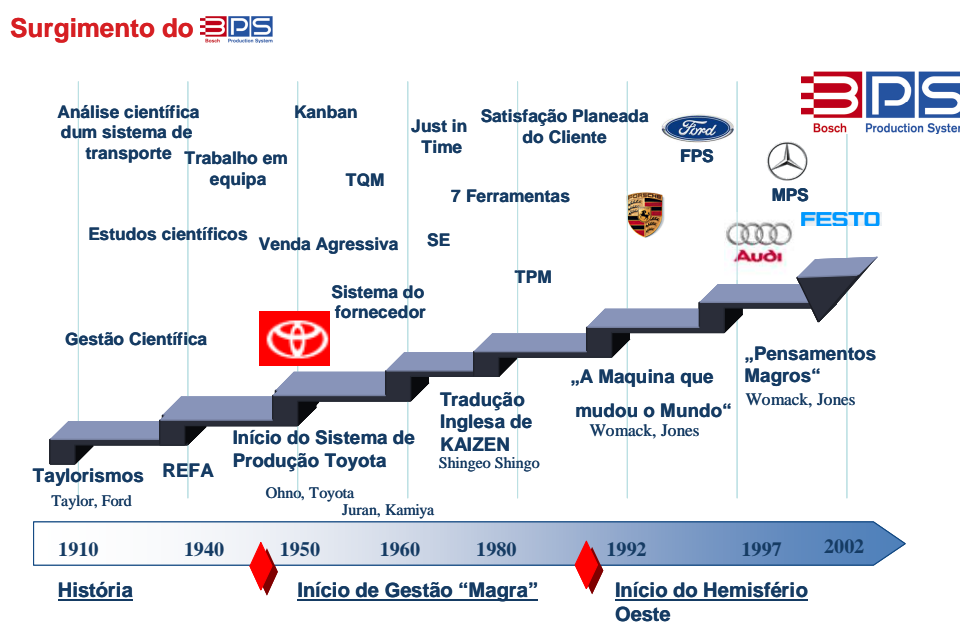 Surgimento do BPS
Bosch Production System
BPS
Bosch Production System
Análise científica
dum sistema de
transporte
Kanban
Just in
Time
Satisfação Planeada
do Cliente
Ford
FPS
Trabalho em
equipa
TQM
7 Ferramentas
PORSCHE
MPS
Estudos científicos
Venda Agressiva
SE
Audi
FESTO
TPM
Sistema do
fornecedor
Gestão Científica
„Pensamentos
Magros“
Womack, Jones
„A Maquina que
mudou o Mundo“
Womack, Jones
Tradução
Inglesa de
KAIZEN
Shingeo Shingo
Início do Sistema de
Produção Toyota
Ohno, Toyota
Juran, Kamiya
REFA
Taylorismos
Taylor, Ford
1910 1940 1950 1960 1980 1992 1997 2002
História
Início de Gestão “Magra”
Início do Hemisfério
Oeste